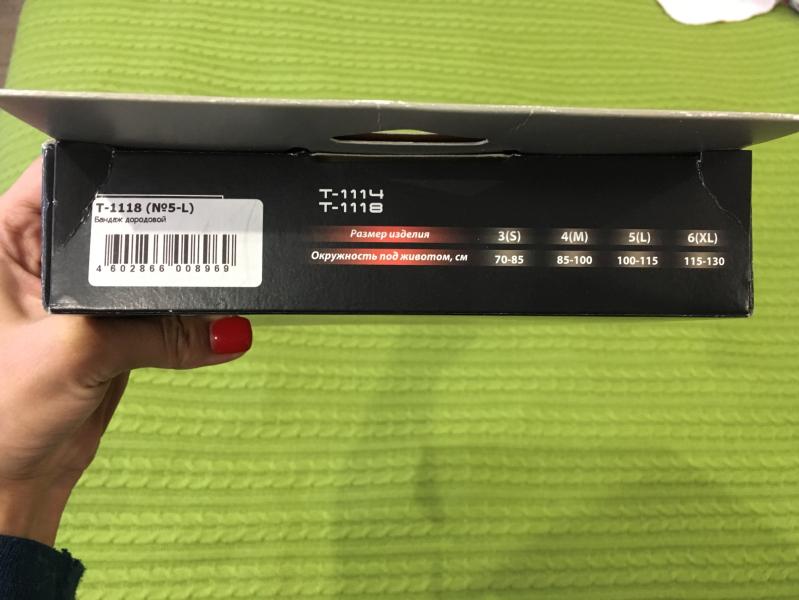 T-1118 (№5-L)
Бандаж дородовой
4 602866 008969
T-1114
T-1118
Размер изделия 3(S) 4(M) 5(L) 6(XL)
Окружность под животом, см 70-85 85-100 100-115 115-130